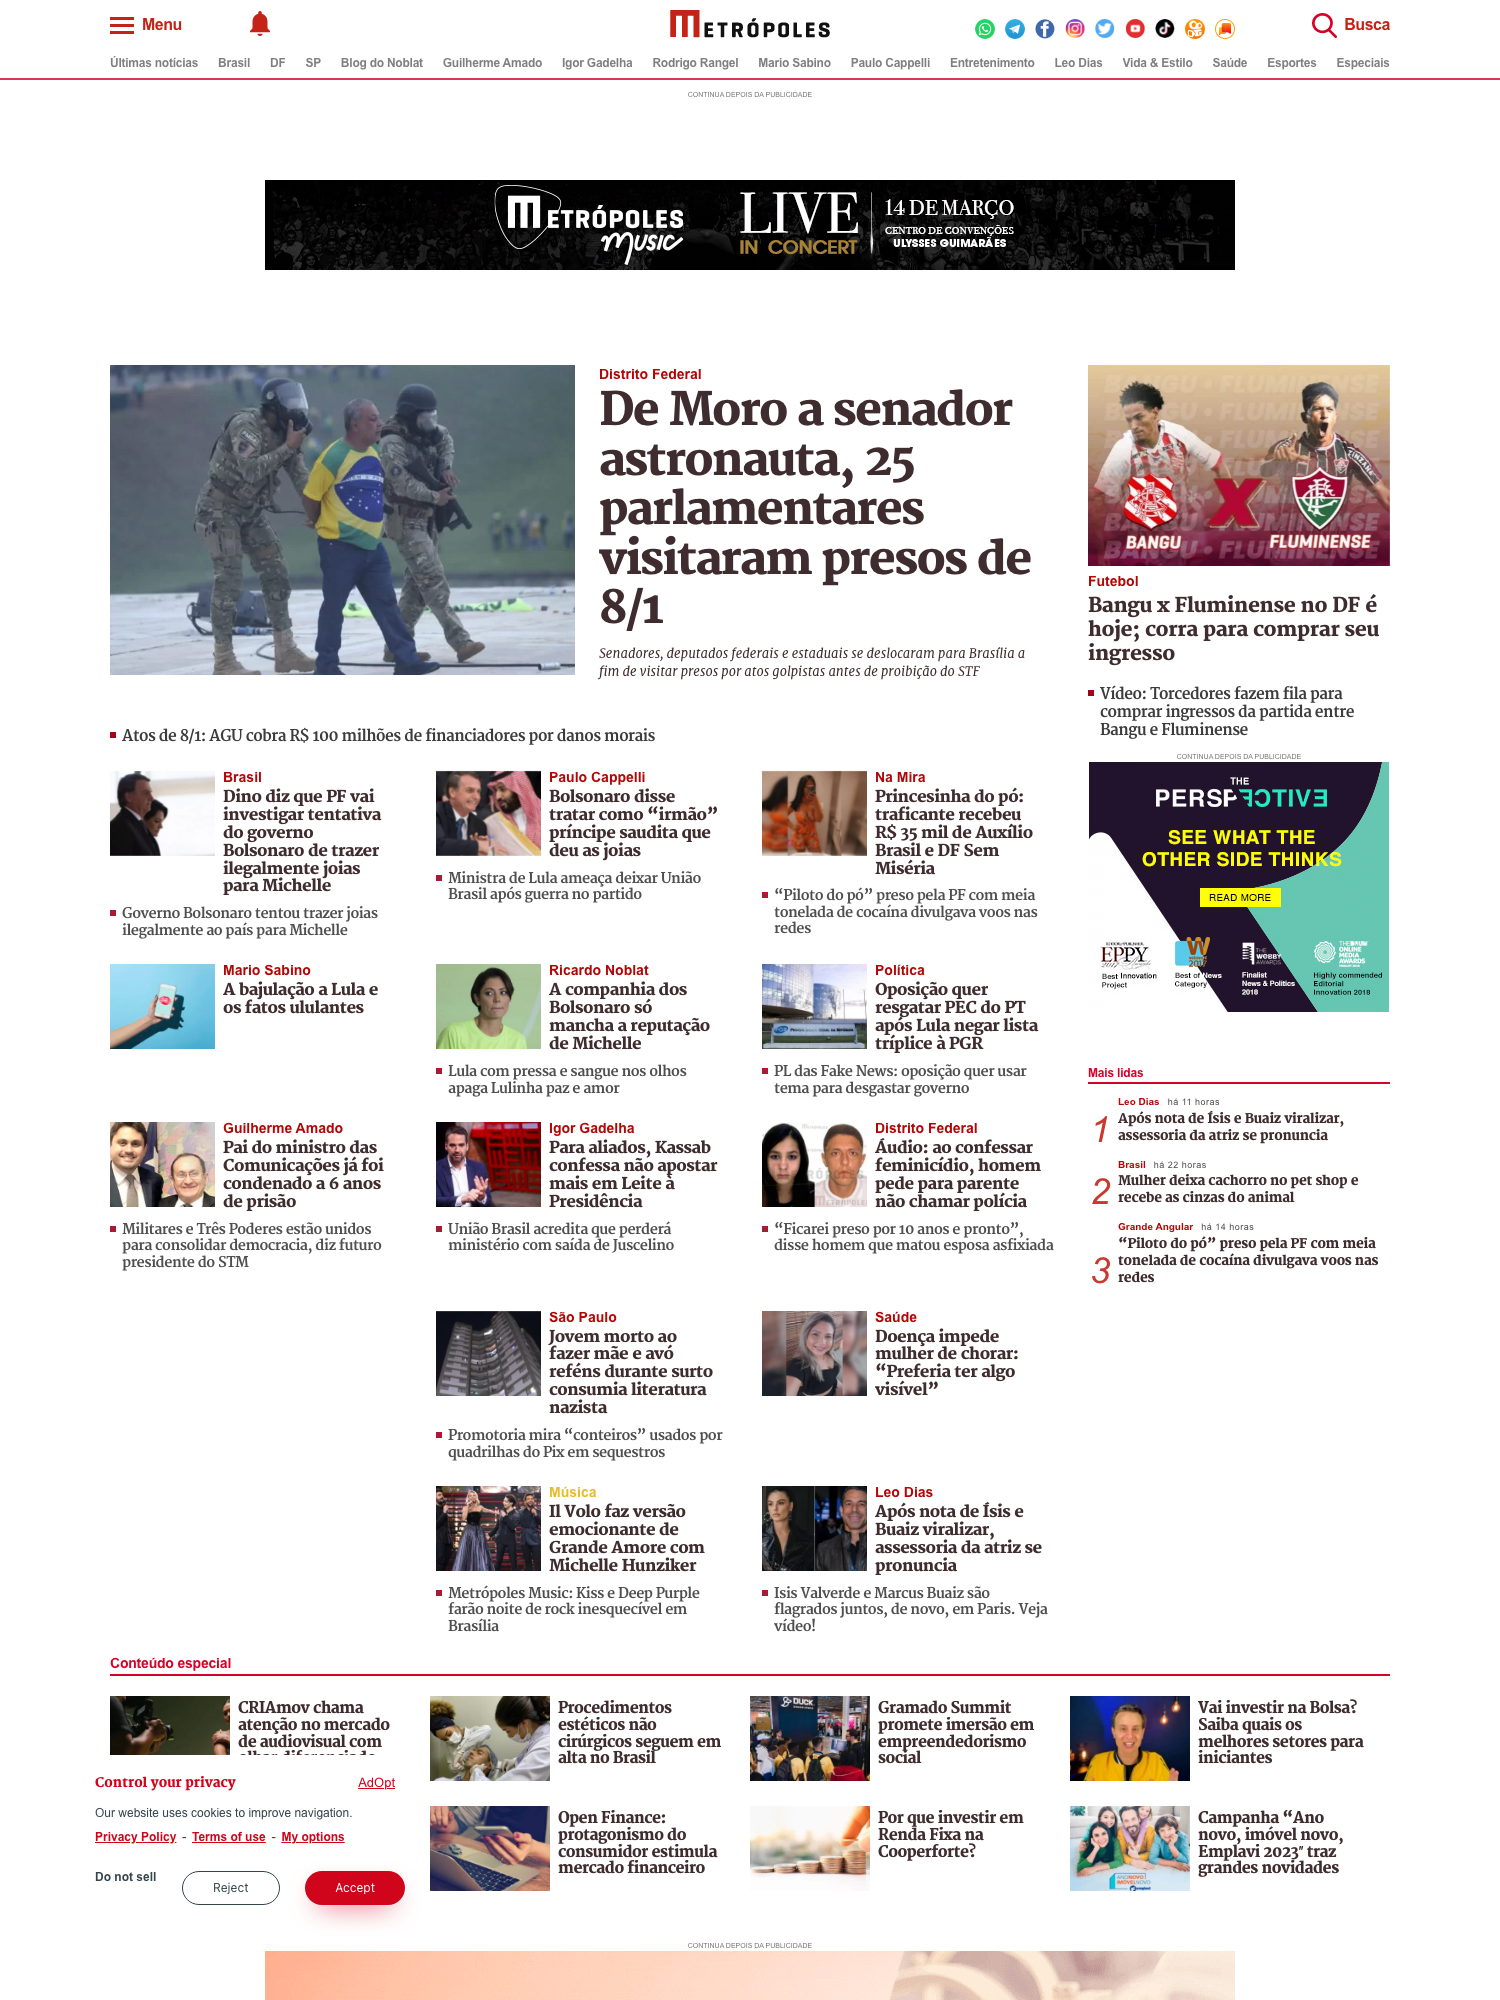 Menu
METRÓPOLES
Busca
Últimas notícias Brasil DF SP Blog do Noblat Guilherme Amado Igor Gadelha Rodrigo Rangel Mario Sabino Paulo Cappelli Entretenimento Leo Dias Vida & Estilo Saúde Esportes Especiais
CONTINUA DEPOIS DA PUBLICIDADE
METRÓPOLES
MUSIC
LIVE
IN CONCERT
14 DE MARÇO
CENTRO DE CONVENÇÕES
ULYSSES GUIMARÃES
Distrito Federal
De Moro a senador
astronauta, 25
parlamentares
visitaram presos de
8/1
Senadores, deputados federais e estaduais se deslocaram para Brasília a
fim de visitar presos por atos golpistas antes de proibição do STF
Atos de 8/1: AGU cobra R$ 100 milhões de financiadores por danos morais
BANGU
X
FLUMINENSE
Futebol
Bangu x Fluminense no DF é
hoje; corra para comprar seu
ingresso
Vídeo: Torcedores fazem fila para
comprar ingressos da partida entre
Bangu e Fluminense
Brasil
Dino diz que PF vai
investigar tentativa
do governo
Bolsonaro de trazer
ilegalmente joias
para Michelle
Governo Bolsonaro tentou trazer joias
ilegalmente ao país para Michelle
Paulo Cappelli
Bolsonaro disse
tratar como “irmão”
príncipe saudita que
deu as joias
Ministra de Lula ameaça deixar União
Brasil após guerra no partido
Na Mira
Princesinha do pó:
traficante recebeu
R$ 35 mil de Auxílio
Brasil e DF Sem
Miséria
“Piloto do pó” preso pela PF com meia
tonelada de cocaína divulgava voos nas
redes
CONTINUA DEPOIS DA PUBLICIDADE
THE
PERSPECTIVE
SEE WHAT THE
OTHER SIDE THINKS
READ MORE
EPPY
2017
Best Innovation
Project
W
2017
Best of News
Category
THE
WEBBY
AWARDS
Finalist
News & Politics
2018
THE DRUM
ONLINE
MEDIA
AWARDS
Highly commended
Editorial
Innovation 2018
Mario Sabino
A bajulação a Lula e
os fatos ululantes
Ricardo Noblat
A companhia dos
Bolsonaro só
mancha a reputação
de Michelle
Lula com pressa e sangue nos olhos
apaga Lulinha paz e amor
Política
Oposição quer
resgatar PEC do PT
após Lula negar lista
tríplice à PGR
PL das Fake News: oposição quer usar
tema para desgastar governo
Guilherme Amado
Pai do ministro das
Comunicações já foi
condenado a 6 anos
de prisão
Militares e Três Poderes estão unidos
para consolidar democracia, diz futuro
presidente do STM
Igor Gadelha
Para aliados, Kassab
confessa não apostar
mais em Leite à
Presidência
União Brasil acredita que perderá
ministério com saída de Juscelino
Distrito Federal
Áudio: ao confessar
feminicídio, homem
pede para parente
não chamar polícia
“Ficarei preso por 10 anos e pronto”,
disse homem que matou esposa asfixiada
Mais lidas
Leo Dias há 11 horas
1 Após nota de Ísis e Buaiz viralizar,
assessoria da atriz se pronuncia
Brasil há 22 horas
2 Mulher deixa cachorro no pet shop e
recebe as cinzas do animal
Grande Angular há 14 horas
3 “Piloto do pó” preso pela PF com meia
tonelada de cocaína divulgava voos nas
redes
São Paulo
Jovem morto ao
fazer mãe e avó
reféns durante surto
consumia literatura
nazista
Promotoria mira “conteiros” usados por
quadrilhas do Pix em sequestros
Saúde
Doença impede
mulher de chorar:
“Preferia ter algo
visível”
Música
Il Volo faz versão
emocionante de
Grande Amore com
Michelle Hunziker
Metrópoles Music: Kiss e Deep Purple
farão noite de rock inesquecível em
Brasília
Leo Dias
Após nota de Ísis e
Buaiz viralizar,
assessoria da atriz se
pronuncia
Isis Valverde e Marcus Buaiz são
flagrados juntos, de novo, em Paris. Veja
vídeo!
Conteúdo especial
CRIAmov chama
atenção no mercado
de audiovisual com
olhar diferenciado
Procedimentos
estéticos não
cirúrgicos seguem em
alta no Brasil
DUCK
Gramado Summit
promete imersão em
empreendedorismo
social
Vai investir na Bolsa?
Saiba quais os
melhores setores para
iniciantes
Control your privacy
AdOpt
Our website uses cookies to improve navigation.
Privacy Policy - Terms of use - My options
Do not sell
Reject
Accept
Open Finance:
protagonismo do
consumidor estimula
mercado financeiro
Por que investir em
Renda Fixa na
Cooperforte?
Campanha “Ano
novo, imóvel novo,
Emplavi 2023″ traz
grandes novidades
CONTINUA DEPOIS DA PUBLICIDADE